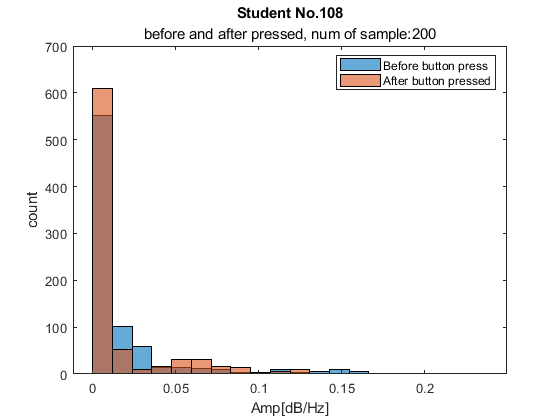 Student No.108
before and after pressed, num of sample:200
700
600
500
400
300
200
100
0
count
Before button press
After button pressed
0
0.05
0.1
0.15
0.2
Amp[dB/Hz]